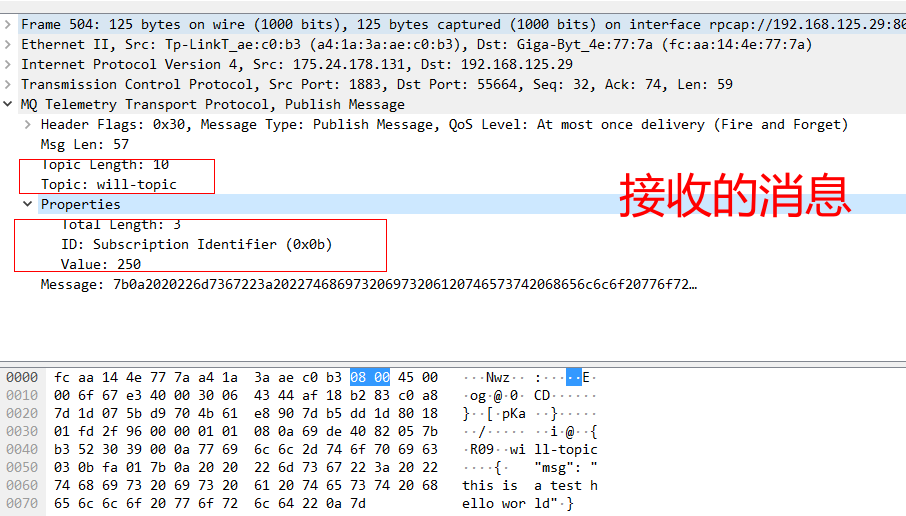 Frame 504: 125 bytes on wire (1000 bits), 125 bytes captured (1000 bits) on interface rpcap://192.168.125.29:80
Ethernet II, Src: Tp-LinkT_ae:c0:b3 (a4:1a:3a:ae:c0:b3), Dst: Giga-Byt_4e:77:7a (fc:aa:14:4e:77:7a)
Internet Protocol Version 4, Src: 175.24.178.131, Dst: 192.168.125.29
Transmission Control Protocol, Src Port: 1883, Dst Port: 55664, Seq: 32, Ack: 74, Len: 59
MQ Telemetry Transport Protocol, Publish Message
Header Flags: 0x30, Message Type: Publish Message, QoS Level: At most once delivery (Fire and Forget)
Msg Len: 57
Topic Length: 10
Topic: will-topic
接收的消息
Properties
Total Length: 3
ID: Subscription Identifier (0x0b)
Value: 250
Message: 7b0a2020226d7367223a202274686973206973206120746573742068656c6c6f20776f72…
0000 fc aa 14 4e 77 7a a4 1a 3a ae c0 b3 08 00 45 00 ···Nwz·· :·····E·
0010 00 6f 67 e3 40 00 30 06 43 44 af 18 b2 83 c0 a8 ·og·@·0· CD······
0020 7d 1d 07 5b d9 70 4b 61 e8 90 7d b5 dd 1d 80 18 }··[·pKa ··}·····
0030 01 fd 2f 96 00 00 01 01 08 0a 69 de 40 82 05 7b ··/····· ··i·@··{
0040 b3 52 30 39 00 0a 77 69 6c 6c 2d 74 6f 70 69 63 ·R09··wi ll-topic
0050 03 0b fa 01 7b 0a 20 20 22 6d 73 67 22 3a 20 22 ····{· "msg": "
0060 74 68 69 73 20 69 73 20 61 20 74 65 73 74 20 68 this is a test h
0070 65 6c 6c 6f 20 77 6f 72 6c 64 22 0a 7d ello wor ld"·}